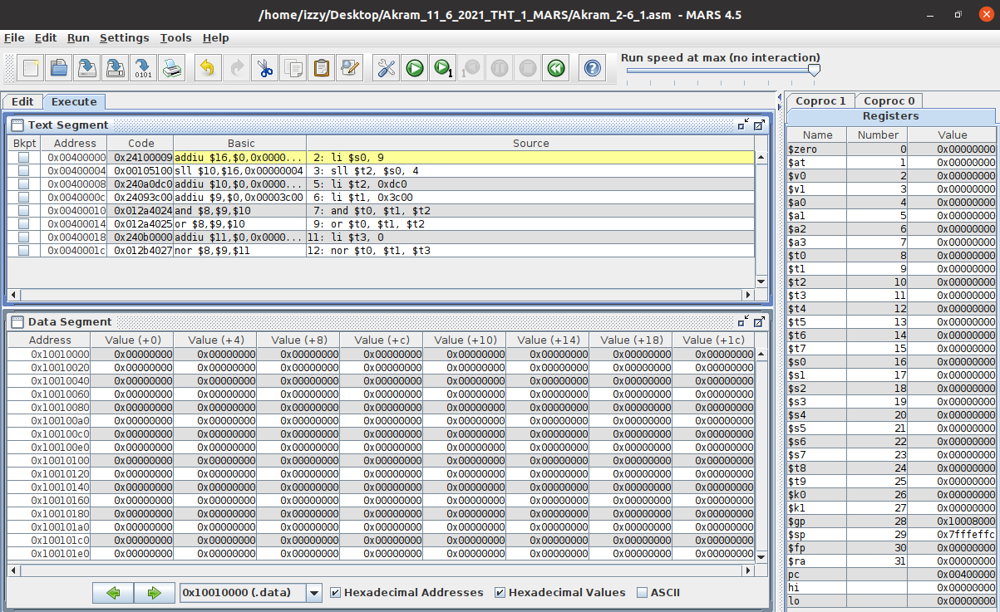 /home/izzy/Desktop/Akram_11_6_2021_THT_1_MARS/Akram_2-6_1.asm - MARS 4.5
File Edit Run Settings Tools Help
Run speed at max (no interaction)
Edit Execute
Text Segment
Bkpt Address Code Basic Source
0x00400000 0x24100009 addiu $16,$0,0x0000... 2: li $s0, 9
0x00400004 0x00105100 sll $10,$16,0x00000004 3: sll $t2, $s0, 4
0x00400008 0x240a0dc0 addiu $10,$0,0x0000... 5: li $t2, 0xdc0
0x0040000c 0x24093c00 addiu $9,$0,0x00003c00 6: li $t1, 0x3c00
0x00400010 0x012a4024 and $8,$9,$10 7: and $t0, $t1, $t2
0x00400014 0x012a4025 or $8,$9,$10 9: or $t0, $t1, $t2
0x00400018 0x240b0000 addiu $11,$0,0x0000... 11: li $t3, 0
0x0040001c 0x012b4027 nor $8,$9,$11 12: nor $t0, $t1, $t3
Data Segment
Address Value (+0) Value (+4) Value (+8) Value (+c) Value (+10) Value (+14) Value (+18) Value (+1c)
0x10010000 0x00000000 0x00000000 0x00000000 0x00000000 0x00000000 0x00000000 0x00000000 0x00000000
0x10010020 0x00000000 0x00000000 0x00000000 0x00000000 0x00000000 0x00000000 0x00000000 0x00000000
0x10010040 0x00000000 0x00000000 0x00000000 0x00000000 0x00000000 0x00000000 0x00000000 0x00000000
0x10010060 0x00000000 0x00000000 0x00000000 0x00000000 0x00000000 0x00000000 0x00000000 0x00000000
0x10010080 0x00000000 0x00000000 0x00000000 0x00000000 0x00000000 0x00000000 0x00000000 0x00000000
0x100100a0 0x00000000 0x00000000 0x00000000 0x00000000 0x00000000 0x00000000 0x00000000 0x00000000
0x100100c0 0x00000000 0x00000000 0x00000000 0x00000000 0x00000000 0x00000000 0x00000000 0x00000000
0x100100e0 0x00000000 0x00000000 0x00000000 0x00000000 0x00000000 0x00000000 0x00000000 0x00000000
0x10010100 0x00000000 0x00000000 0x00000000 0x00000000 0x00000000 0x00000000 0x00000000 0x00000000
0x10010120 0x00000000 0x00000000 0x00000000 0x00000000 0x00000000 0x00000000 0x00000000 0x00000000
0x10010140 0x00000000 0x00000000 0x00000000 0x00000000 0x00000000 0x00000000 0x00000000 0x00000000
0x10010160 0x00000000 0x00000000 0x00000000 0x00000000 0x00000000 0x00000000 0x00000000 0x00000000
0x10010180 0x00000000 0x00000000 0x00000000 0x00000000 0x00000000 0x00000000 0x00000000 0x00000000
0x100101a0 0x00000000 0x00000000 0x00000000 0x00000000 0x00000000 0x00000000 0x00000000 0x00000000
0x100101c0 0x00000000 0x00000000 0x00000000 0x00000000 0x00000000 0x00000000 0x00000000 0x00000000
0x100101e0 0x00000000 0x00000000 0x00000000 0x00000000 0x00000000 0x00000000 0x00000000 0x00000000
0x10010000 (.data) Hexadecimal Addresses Hexadecimal Values ASCII
Coproc 1 Coproc 0
Registers
Name Number Value
$zero 0 0x00000000
$at 1 0x00000000
$v0 2 0x00000000
$v1 3 0x00000000
$a0 4 0x00000000
$a1 5 0x00000000
$a2 6 0x00000000
$a3 7 0x00000000
$t0 8 0x00000000
$t1 9 0x00000000
$t2 10 0x00000000
$t3 11 0x00000000
$t4 12 0x00000000
$t5 13 0x00000000
$t6 14 0x00000000
$t7 15 0x00000000
$s0 16 0x00000000
$s1 17 0x00000000
$s2 18 0x00000000
$s3 19 0x00000000
$s4 20 0x00000000
$s5 21 0x00000000
$s6 22 0x00000000
$s7 23 0x00000000
$t8 24 0x00000000
$t9 25 0x00000000
$k0 26 0x00000000
$k1 27 0x00000000
$gp 28 0x10008000
$sp 29 0x7fffeffc
$fp 30 0x00000000
$ra 31 0x00000000
pc 0x00400000
hi 0x00000000
lo 0x00000000